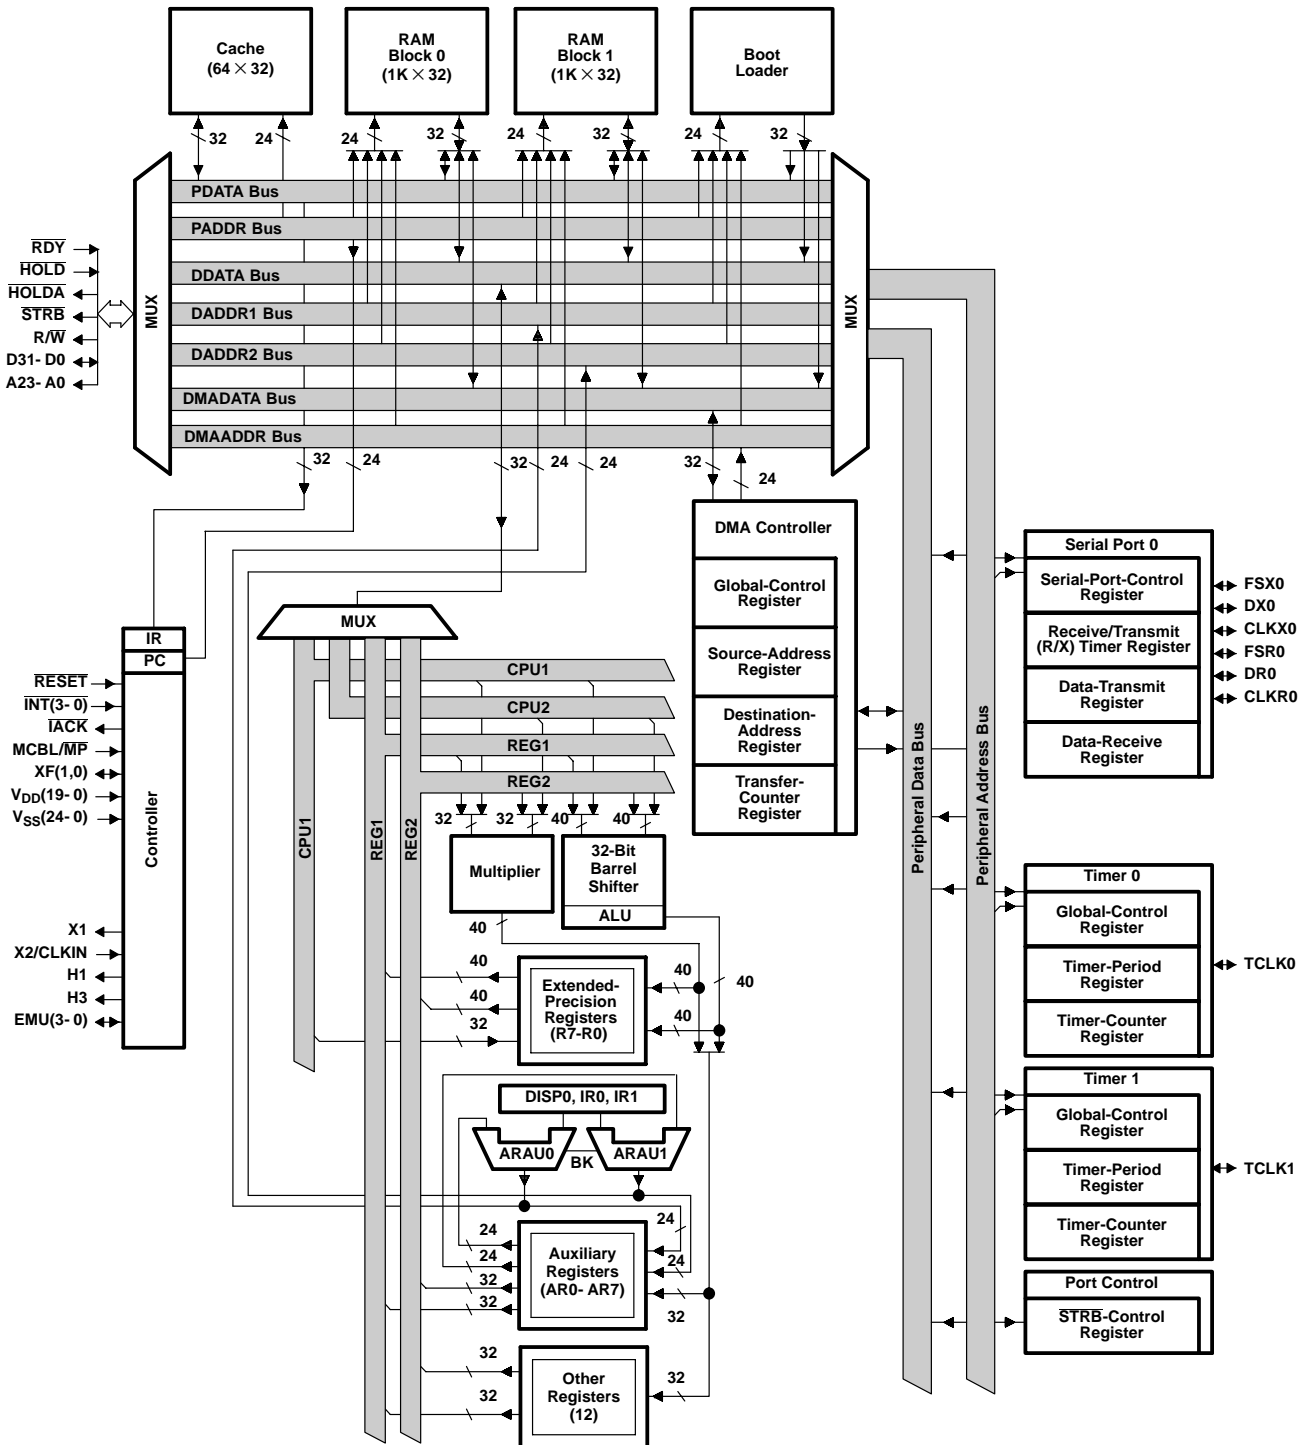 Cache
(64 × 32)
RAM
Block 0
(1K × 32)
RAM
Block 1
(1K × 32)
Boot
Loader
32
24
24
32
24
32
24
32
MUX
PDATA Bus
PADDR Bus
DDATA Bus
DADDR1 Bus
DADDR2 Bus
DMADATA Bus
DMAADDR Bus
MUX
RDY
HOLD
HOLDA
STRB
R/W
D31- D0
A23- A0
32
24
32
24
24
32
24
DMA Controller
Global-Control
Register
Source-Address
Register
Destination-
Address
Register
Transfer-
Counter
Register
Peripheral Data Bus
Peripheral Address Bus
Serial Port 0
Serial-Port-Control
Register
Receive/Transmit
(R/X) Timer Register
Data-Transmit
Register
Data-Receive
Register
FSX0
DX0
CLKX0
FSR0
DR0
CLKR0
IR
PC
Controller
RESET
INT(3- 0)
IACK
MCBL/MP
XF(1,0)
VDD(19- 0)
VSS(24- 0)
X1
X2/CLKIN
H1
H3
EMU(3- 0)
MUX
CPU1
CPU2
REG1
REG2
CPU1
REG1
REG2
32
32
40
40
Multiplier
32-Bit
Barrel
Shifter
ALU
40
40
40
40
32
Extended-
Precision
Registers
(R7-R0)
40
40
40
DISP0, IR0, IR1
ARAU0
BK
ARAU1
24
24
32
32
Auxiliary
Registers
(AR0- AR7)
24
24
32
32
32
Other
Registers
(12)
32
Timer 0
Global-Control
Register
Timer-Period
Register
Timer-Counter
Register
TCLK0
Timer 1
Global-Control
Register
Timer-Period
Register
Timer-Counter
Register
TCLK1
Port Control
STRB-Control
Register